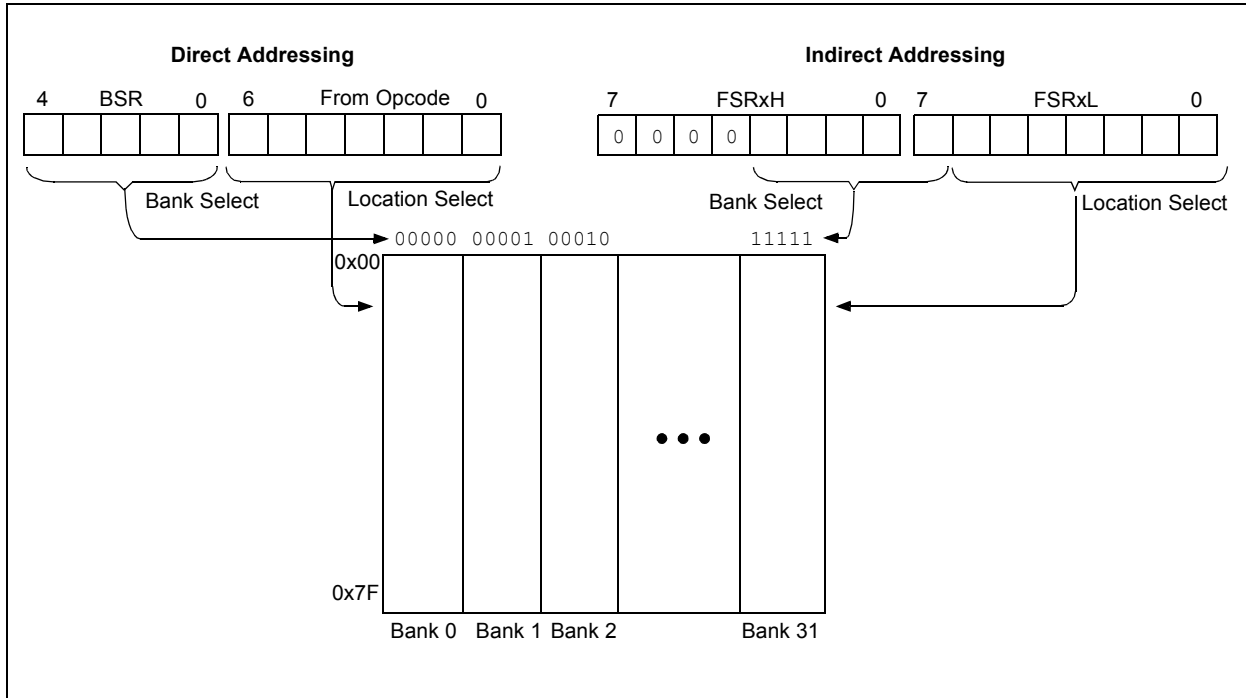 Direct Addressing
Indirect Addressing
4 BSR 0 6 From Opcode 0
7 FSRxH 0 7 FSRxL 0
0 0 0 0
Bank Select
Location Select
Bank Select
Location Select
00000 00001 00010 11111
0x00
0x7F
Bank 0 Bank 1 Bank 2 Bank 31